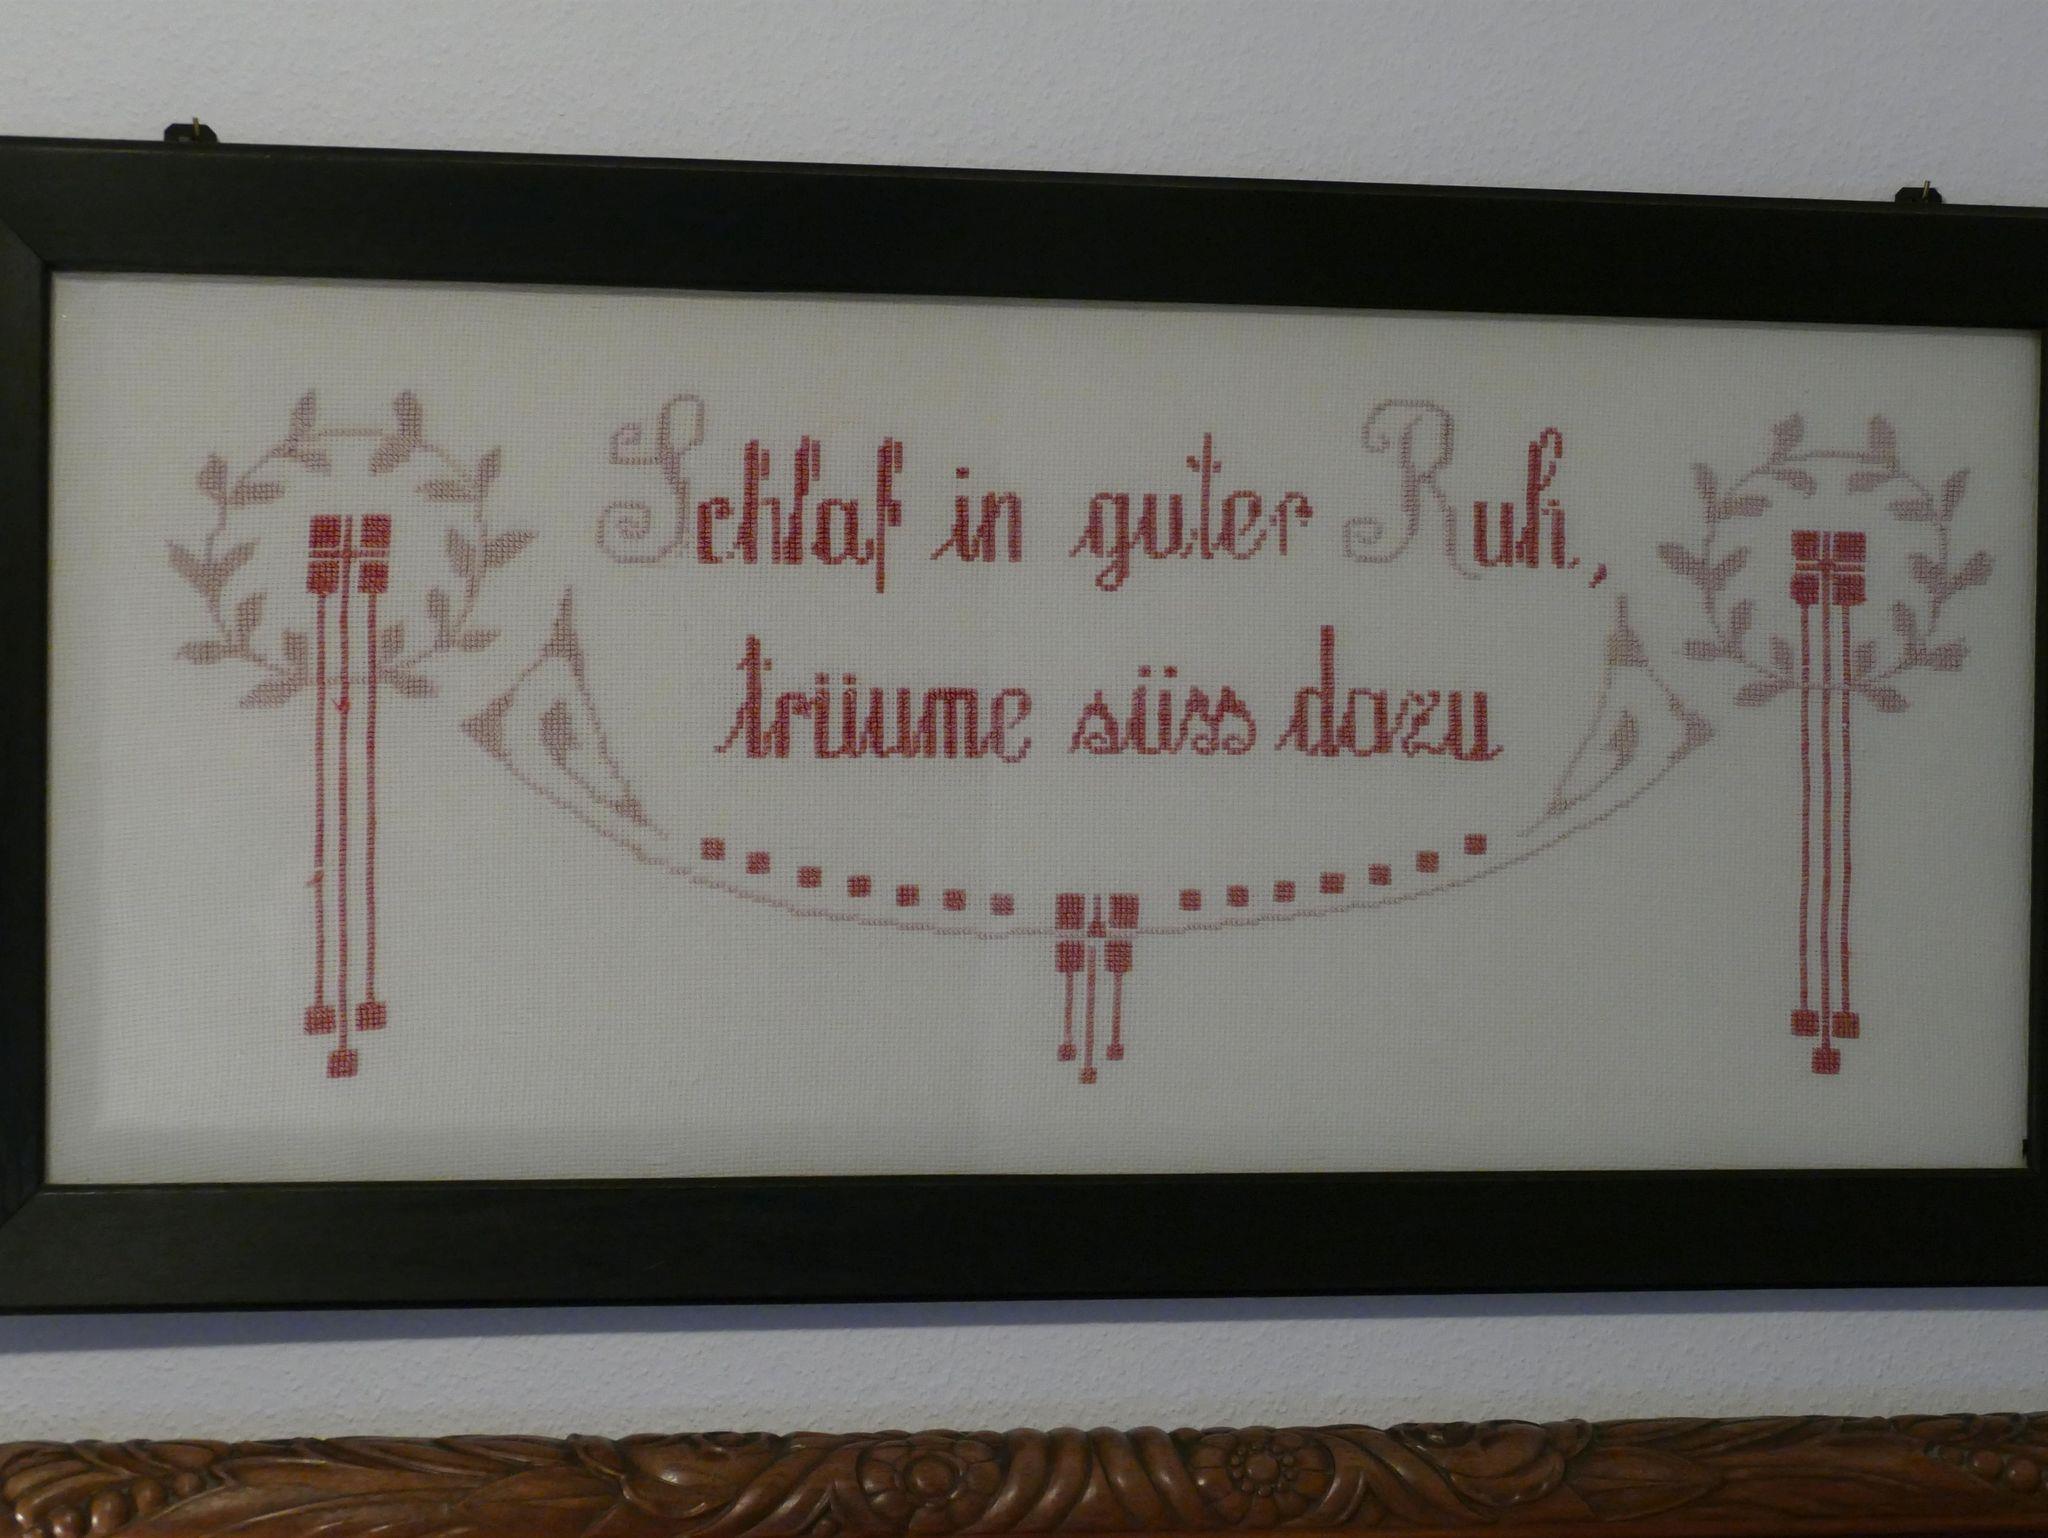 Schlaf in guter Ruh,
träume süss dazu